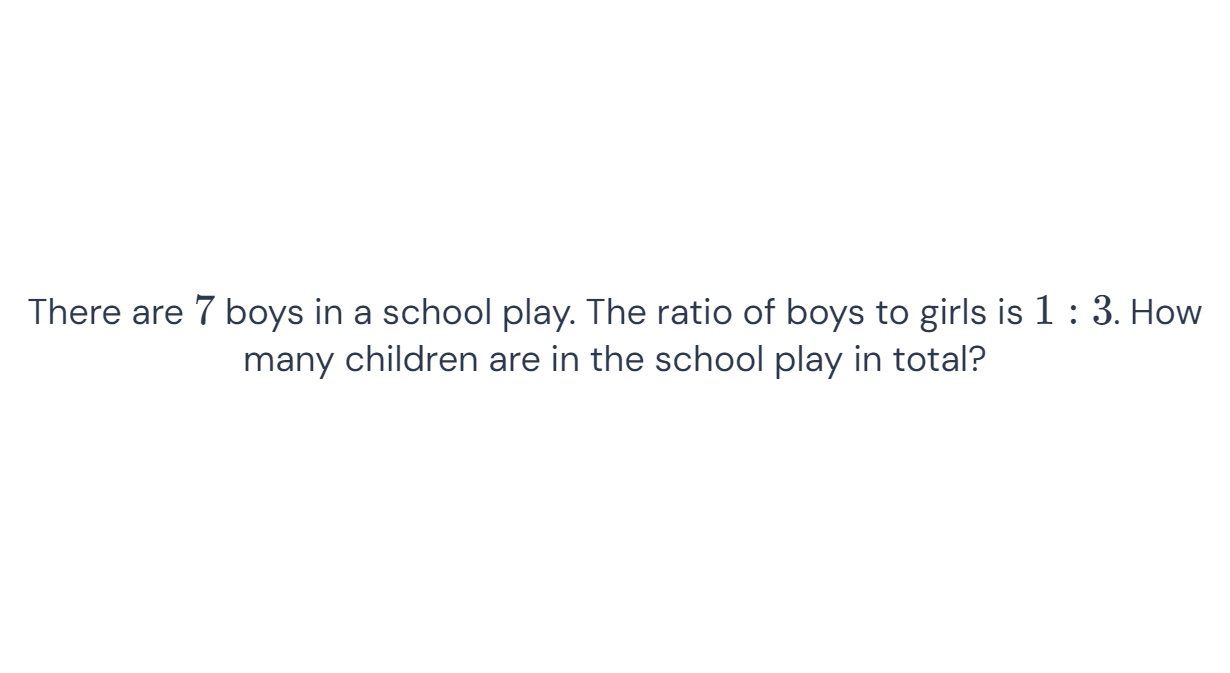 There are 7 boys in a school play. The ratio of boys to girls is 1 : 3. How
many children are in the school play in total?